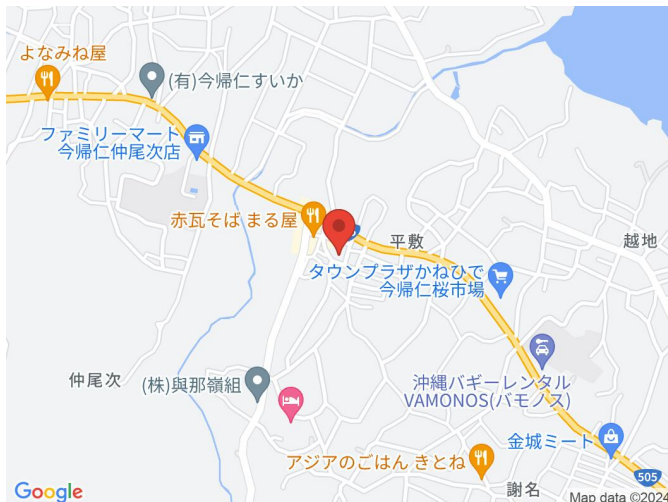 よなみね屋
(有)今帰仁すいか
ファミリーマート
今帰仁仲尾次店
赤瓦そば まる屋
平敷
越地
タウンプラザかねひで
今帰仁桜市場
仲尾次
(株)與那嶺組
沖縄バギーレンタル
VAMONOS(バモノス)
金城ミート
アジアのごはん きとね
505
謝名
Google
Map data ©2024